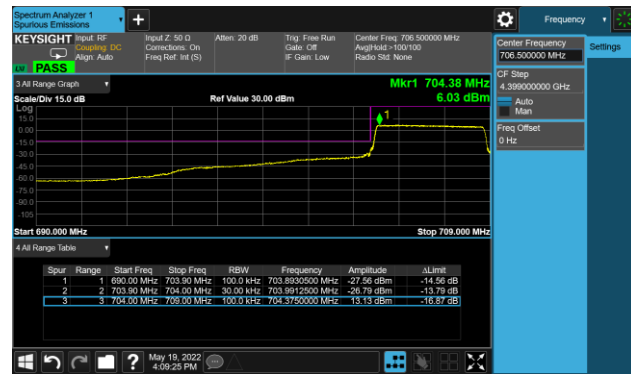 Spectrum Analyzer 1
Spurious Emissions
Frequency
KEYSIGHT Input: RF
Coupling: DC
Align: Auto
LW PASS
Input Z: 50 Ω
Corrections: On
Freq Ref: Int (S)
Atten: 20 dB
Trig: Free Run
Gate: Off
IF Gain: Low
Center Freq: 706.500000 MHz
Avg|Hold:>100/100
Radio Std: None
Center Frequency
706.500000 MHz
Settings
CF Step
4.399000000 GHz
Auto
Man
Freq Offset
0 Hz
3 All Range Graph
Mkr1 704.38 MHz
Scale/Div 15.0 dB
Ref Value 30.00 dBm
6.03 dBm
Log
15.0
0.00
-15.0
-30.0
-45.0
-60.0
-75.0
-90.0
-105
1
Start 690.000 MHz
Stop 709.000 MHz
4 All Range Table
Spur Range Start Freq Stop Freq RBW Frequency Amplitude ΔLimit
1 1 690.00 MHz 703.90 MHz 100.0 kHz 703.8930500 MHz -27.56 dBm -14.56 dB
2 2 703.90 MHz 704.00 MHz 30.00 kHz 703.9912500 MHz -26.79 dBm -13.79 dB
3 3 704.00 MHz 709.00 MHz 100.0 kHz 704.3750000 MHz 13.13 dBm -16.87 dB
May 19, 2022
4:09:25 PM